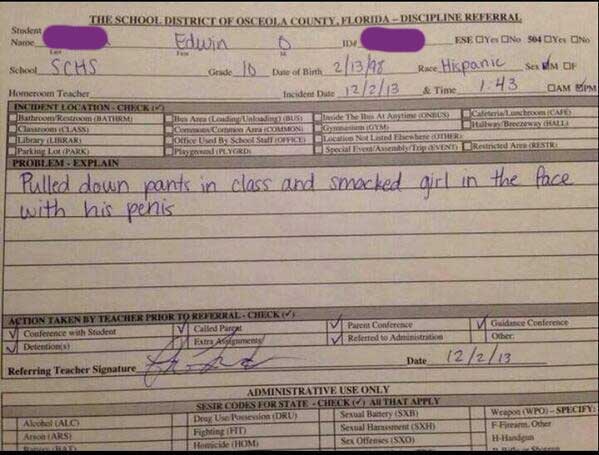 THE SCHOOL DISTRICT OF OSCEOLA COUNTY, FLORIDA – DISCIPLINE REFERRAL
Student
Name Edwin O ID# ESE □Yes □No 504 □Yes □No
Last First MI
School SCHS Grade 10 Date of Birth 2/13/98 Race Hispanic Sex ☑M □F
Homeroom Teacher Incident Date 12/2/13 & Time 1:43 □AM ☑PM
INCIDENT LOCATION - CHECK (✓)
Bathroom/Restroom (BATHRM) Bus Area (Loading/Unloading) (BUS) Inside The Bus At Anytime (ONBUS) Cafeteria/Lunchroom (CAFE)
Classroom (CLASS) Commons/Common Area (COMMON) Gymnasium (GYM) Hallway/Breezeway (HALL)
Library (LIBRAR) Office Used By School Staff (OFFICE) Location Not Listed Elsewhere (OTHER)
Parking Lot (PARK) Playground (PLYGRD) Special Event/Assembly/Trip (EVENT) Restricted Area (RESTR)
PROBLEM - EXPLAIN
Pulled down pants in class and smacked girl in the face
with his penis
ACTION TAKEN BY TEACHER PRIOR TO REFERRAL - CHECK (✓)
✓ Conference with Student ✓ Called Parent ✓ Parent Conference ✓ Guidance Conference
✓ Detention(s) Extra Assignments ✓ Referred to Administration Other:
Referring Teacher Signature Date 12/2/13
ADMINISTRATIVE USE ONLY
SESIR CODES FOR STATE - CHECK (✓) All THAT APPLY
Alcohol (ALC) Drug Use/Possession (DRU) Sexual Battery (SXB) Weapon (WPO) – SPECIFY:
Arson (ARS) Fighting (FIT) Sexual Harassment (SXH) F-Firearm, Other
Battery (BAT) Homicide (HOM) Sex Offenses (SXO) H-Handgun